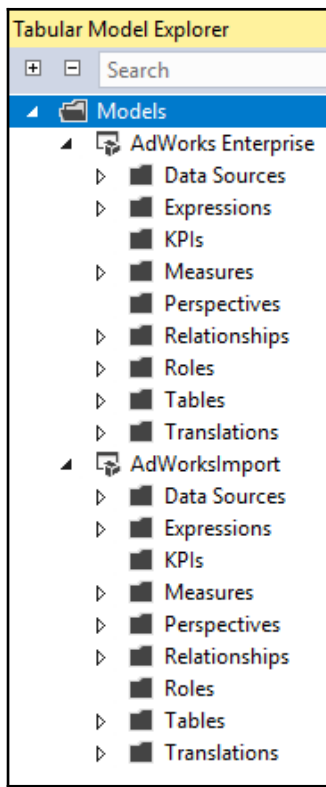 Tabular Model Explorer
Search
Models
AdWorks Enterprise
Data Sources
Expressions
KPIs
Measures
Perspectives
Relationships
Roles
Tables
Translations
AdWorksImport
Data Sources
Expressions
KPIs
Measures
Perspectives
Relationships
Roles
Tables
Translations